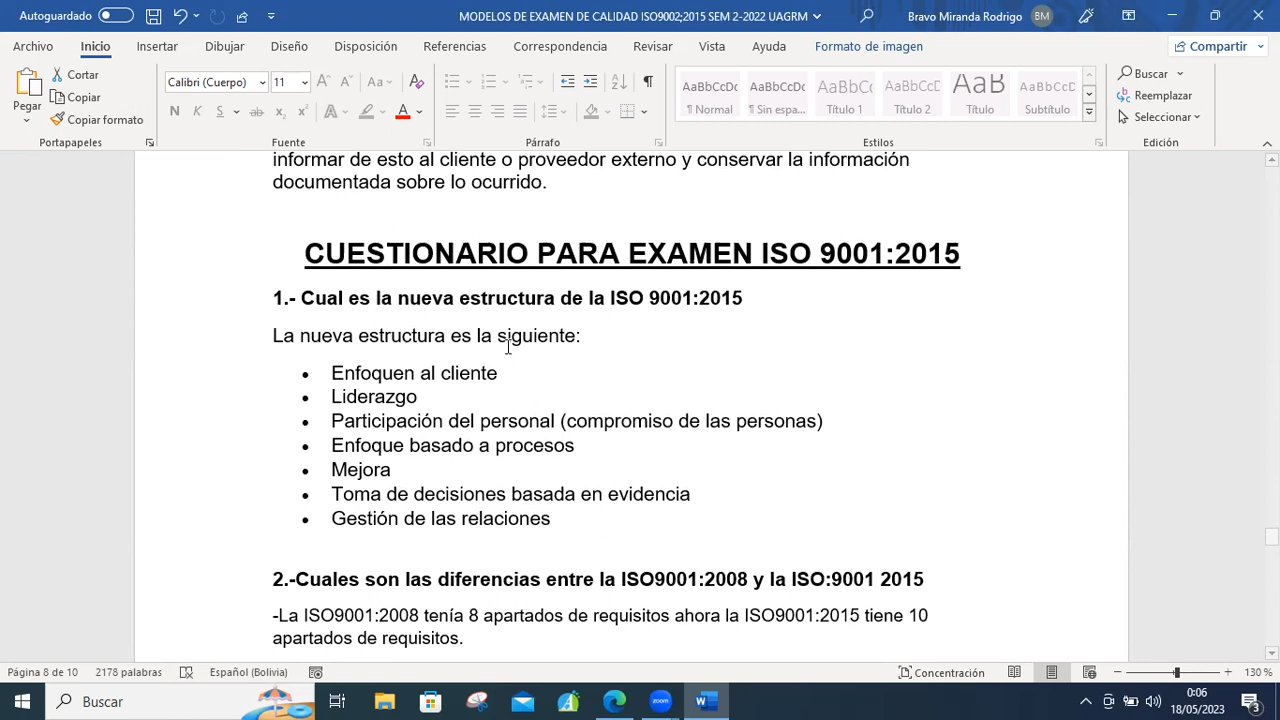 Autoguardado
MODELOS DE EXAMEN DE CALIDAD ISO9002;2015 SEM 2-2022 UAGRM
Bravo Miranda Rodrigo
BM
Archivo Inicio Insertar Dibujar Diseño Disposición Referencias Correspondencia Revisar Vista Ayuda Formato de imagen Compartir
Pegar
Cortar
Copiar
Copiar formato
Portapapeles
Calibri (Cuerpo) 11
N K S ab x₂ x²
Fuente
Párrafo
AaBbCcDc AaBbCcDc AaBbCc AaBbCcC AaB AaBbCcC
¶ Normal ¶ Sin espa... Título 1 Título 2 Título Subtítulo
Estilos
Buscar
Reemplazar
Seleccionar
Edición
informar de esto al cliente o proveedor externo y conservar la información
documentada sobre lo ocurrido.
CUESTIONARIO PARA EXAMEN ISO 9001:2015
1.- Cual es la nueva estructura de la ISO 9001:2015
La nueva estructura es la siguiente:
• Enfoquen al cliente
• Liderazgo
• Participación del personal (compromiso de las personas)
• Enfoque basado a procesos
• Mejora
• Toma de decisiones basada en evidencia
• Gestión de las relaciones
2.-Cuales son las diferencias entre la ISO9001:2008 y la ISO:9001 2015
-La ISO9001:2008 tenía 8 apartados de requisitos ahora la ISO9001:2015 tiene 10
apartados de requisitos.
Página 8 de 10 2178 palabras Español (Bolivia) Concentración 130 %
Buscar
zoom
0:06
18/05/2023
3